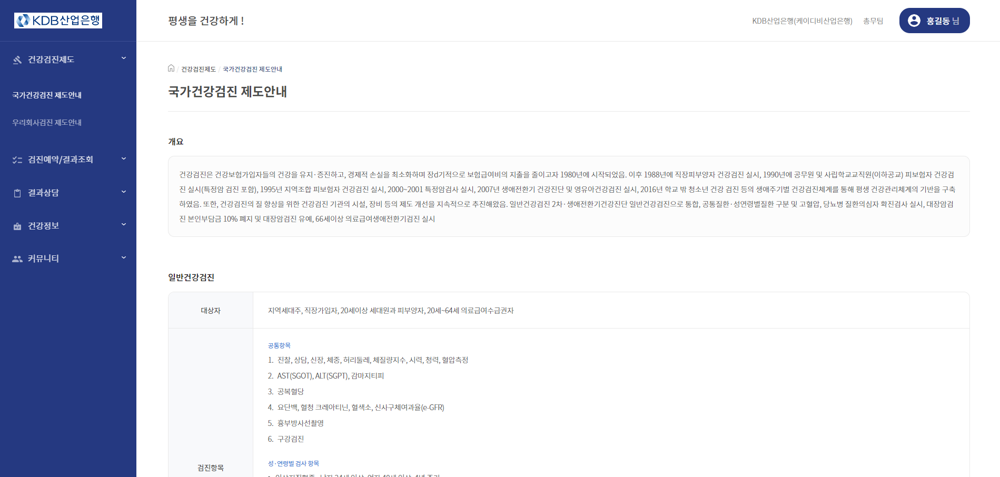 KDB산업은행
평생을 건강하게 !
KDB산업은행(케이디비산업은행) 총무팀
홍길동 님
건강검진제도
국가건강검진 제도안내
우리회사검진 제도안내
검진예약/결과조회
결과상담
건강정보
커뮤니티
/ 건강검진제도 / 국가건강검진 제도안내
국가건강검진 제도안내
개요
건강검진은 건강보험가입자들의 건강을 유지·증진하고, 경제적 손실을 최소화하며 장d기적으로 보험급여비의 지출을 줄이고자 1980년에 시작되었음. 이후 1988년에 직장피부양자 건강검진 실시, 1990년에 공무원 및 사립학교교직원(이하공교) 피보험자 건강검
진 실시(특정암 검진 포함), 1995년 지역조합 피보험자 건강검진 실시, 2000~2001 특정암검사 실시, 2007년 생애전환기 건강진단 및 영유아건강검진 실시, 2016년 학교 밖 청소년 건강 검진 등의 생애주기별 건강검진체계를 통해 평생 건강관리체계의 기반을 구축
하였음. 또한, 건강검진의 질 향상을 위한 건강검진 기관의 시설, 장비 등의 제도 개선을 지속적으로 추진해왔음. 일반건강검진 2차·생애전환기건강진단 일반건강검진으로 통합, 공통질환·성연령별질환 구분 및 고혈압, 당뇨병 질환의심자 확진검사 실시, 대장암검
진 본인부담금 10% 폐지 및 대장암검진 유예, 66세이상 의료급여생애전환기검진 실시
일반건강검진
대상자
지역세대주, 직장가입자, 20세이상 세대원과 피부양자, 20세~64세 의료급여수급권자
검진항목
공통항목
1. 진찰, 상담, 신장, 체중, 허리둘레, 체질량지수, 시력, 청력, 혈압측정
2. AST(SGOT), ALT(SGPT), 감마지티피
3. 공복혈당
4. 요단백, 혈청 크레아티닌, 혈색소, 신사구체여과율(e-GFR)
5. 흉부방사선촬영
6. 구강검진
성·연령벌 검사 항목